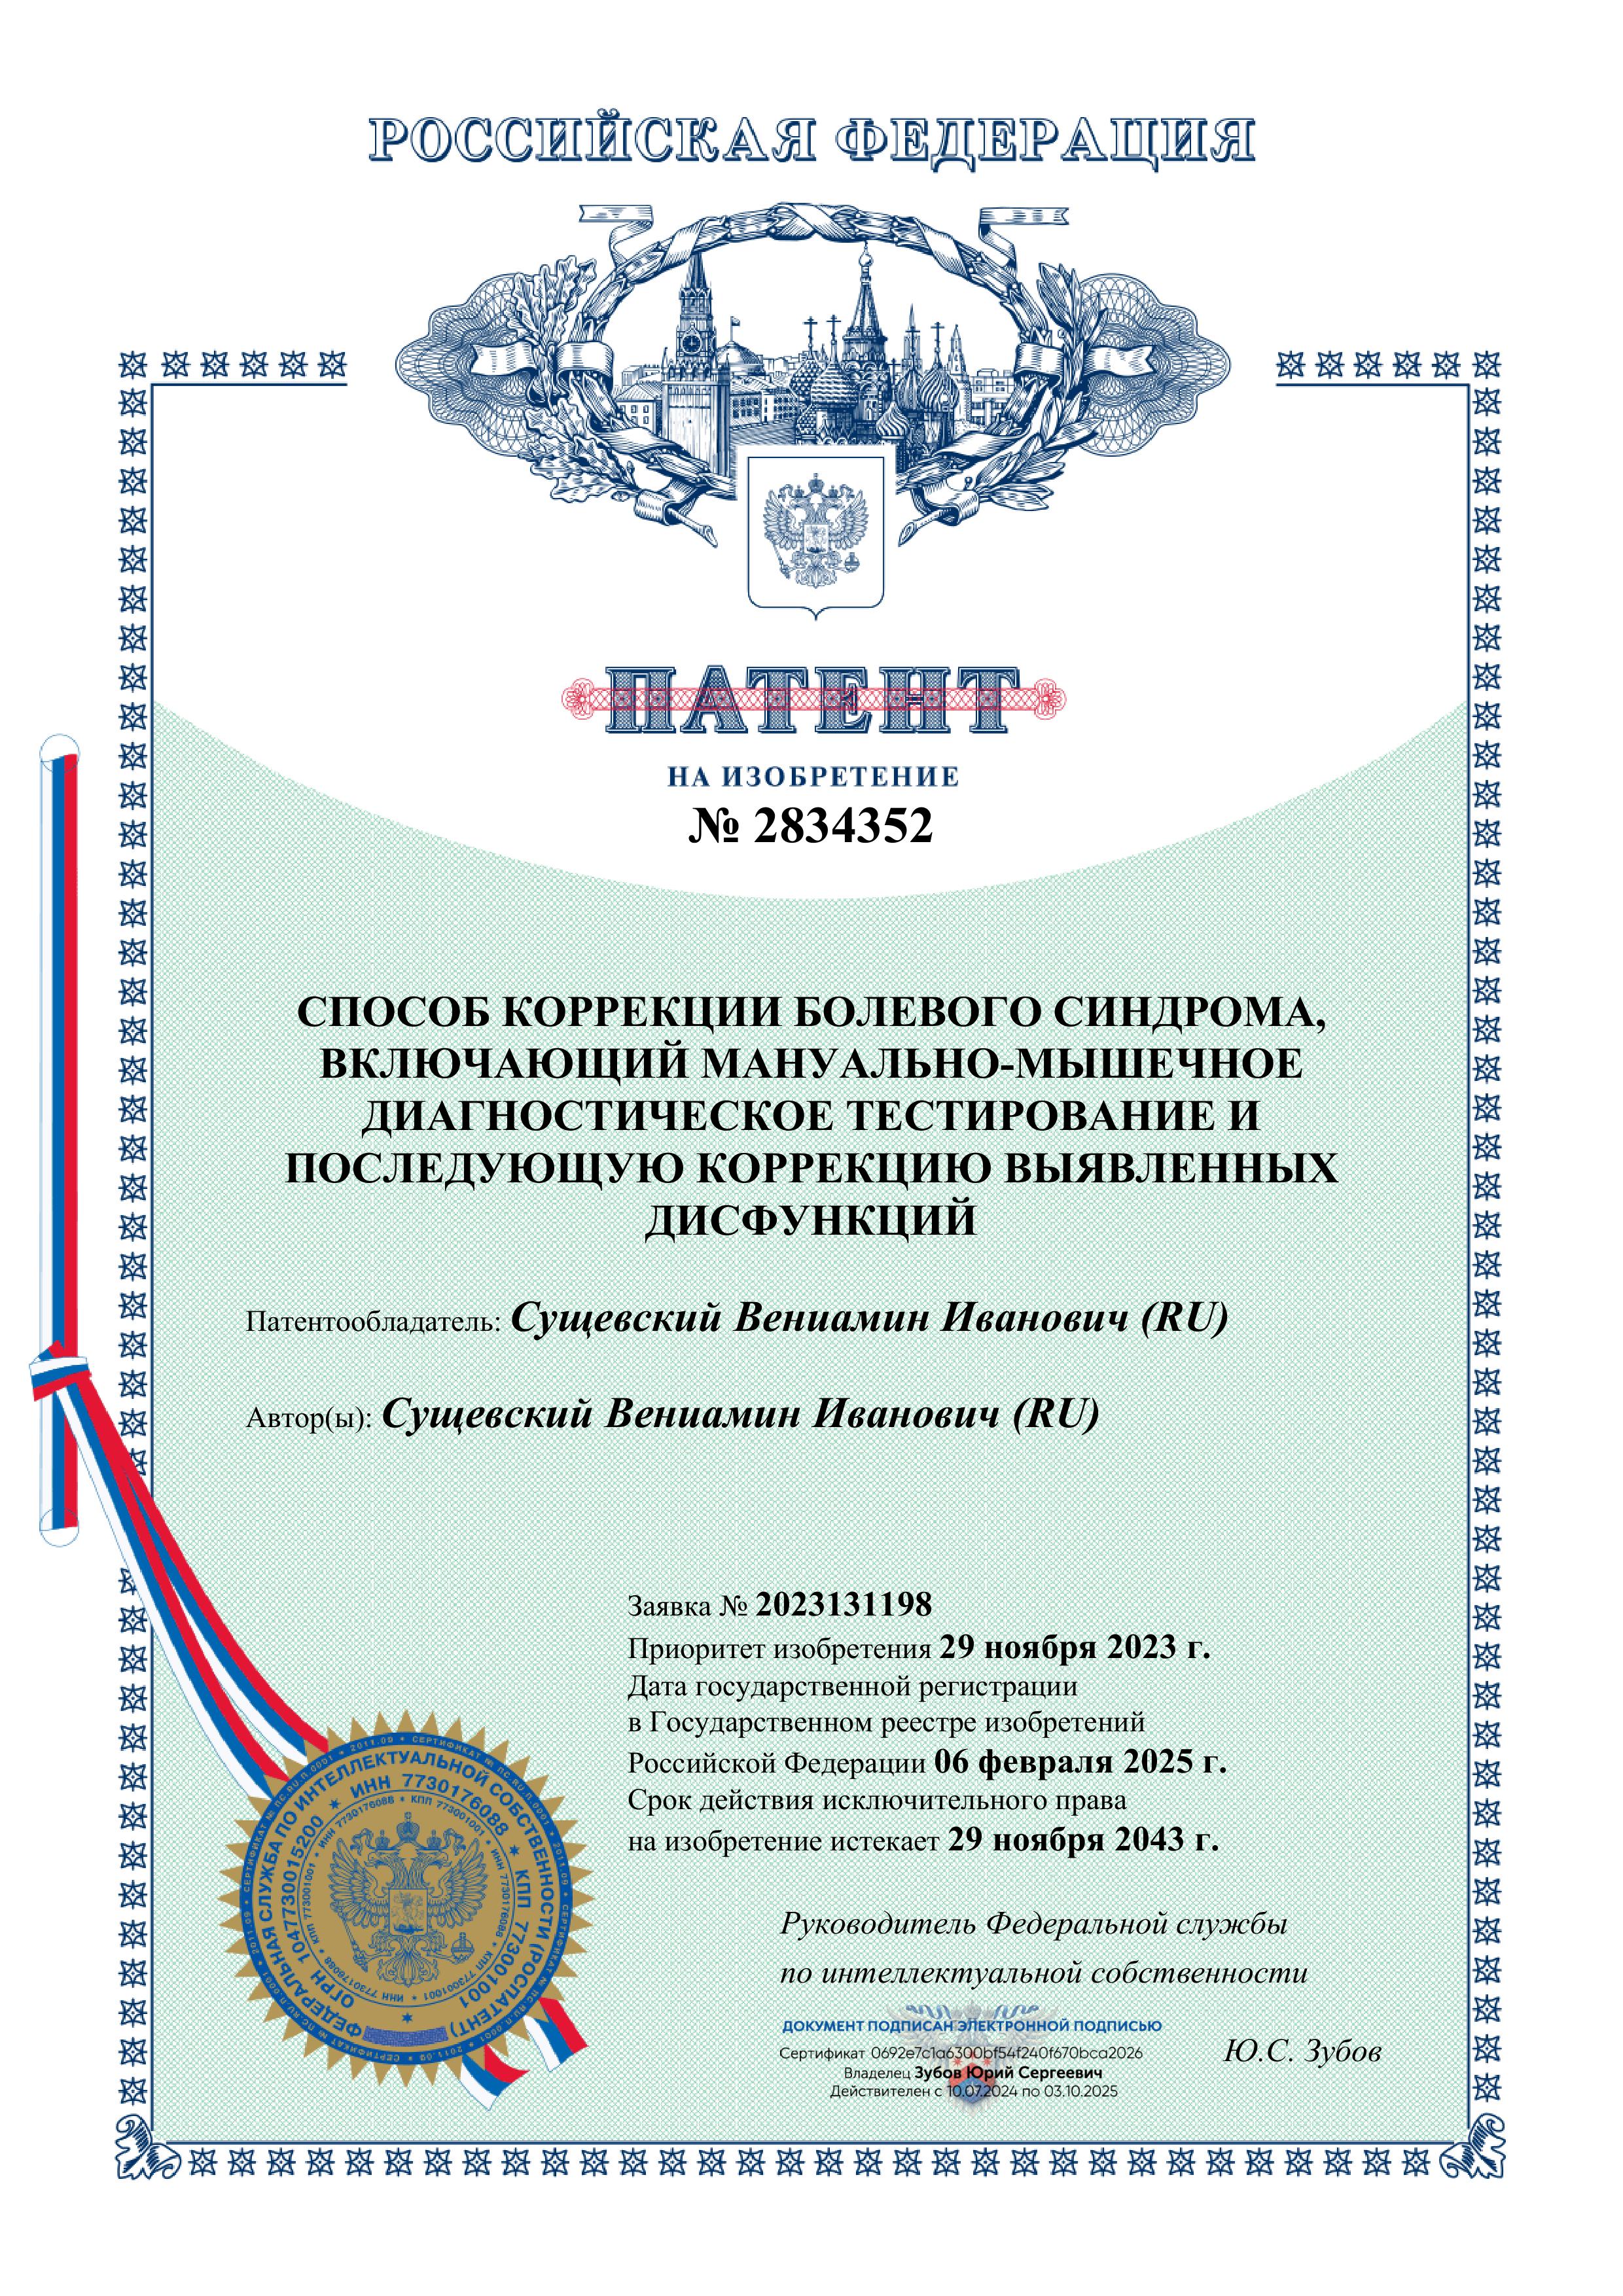 РОССИЙСКАЯ ФЕДЕРАЦИЯ
ПАТЕНТ
НА ИЗОБРЕТЕНИЕ
№ 2834352
СПОСОБ КОРРЕКЦИИ БОЛЕВОГО СИНДРОМА,
ВКЛЮЧАЮЩИЙ МАНУАЛЬНО-МЫШЕЧНОЕ
ДИАГНОСТИЧЕСКОЕ ТЕСТИРОВАНИЕ И
ПОСЛЕДУЮЩУЮ КОРРЕКЦИЮ ВЫЯВЛЕННЫХ
ДИСФУНКЦИЙ
Патентообладатель: Сущевский Вениамин Иванович (RU)
Автор(ы): Сущевский Вениамин Иванович (RU)
Заявка № 2023131198
Приоритет изобретения 29 ноября 2023 г.
Дата государственной регистрации
в Государственном реестре изобретений
Российской Федерации 06 февраля 2025 г.
Срок действия исключительного права
на изобретение истекает 29 ноября 2043 г.
Руководитель Федеральной службы
по интеллектуальной собственности
ДОКУМЕНТ ПОДПИСАН ЭЛЕКТРОННОЙ ПОДПИСЬЮ
Сертификат 0692e7c1a6300bf54f240f670bca2026
Владелец Зубов Юрий Сергеевич
Действителен с 10.07.2024 по 03.10.2025
Ю.С. Зубов
ФЕДЕРАЛЬНАЯ СЛУЖБА ПО ИНТЕЛЛЕКТУАЛЬНОЙ СОБСТВЕННОСТИ (РОСПАТЕНТ)
ОГРН 1047730015200 * ИНН 7730176088 * КПП 773001001 *